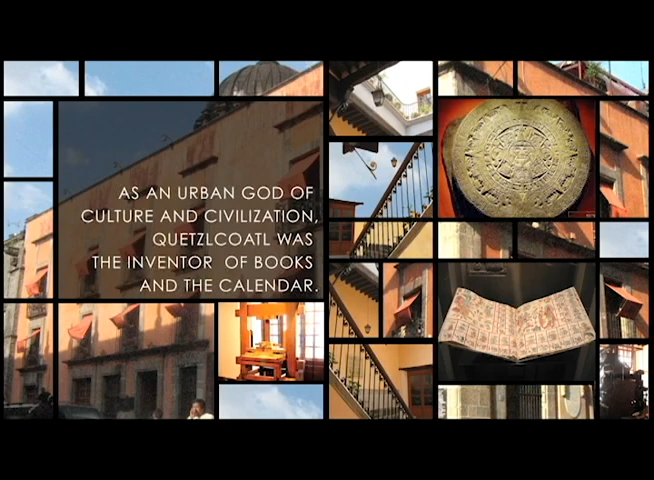 AS AN URBAN GOD OF
CULTURE AND CIVILIZATION,
QUETZLCOATL WAS
THE INVENTOR OF BOOKS
AND THE CALENDAR.